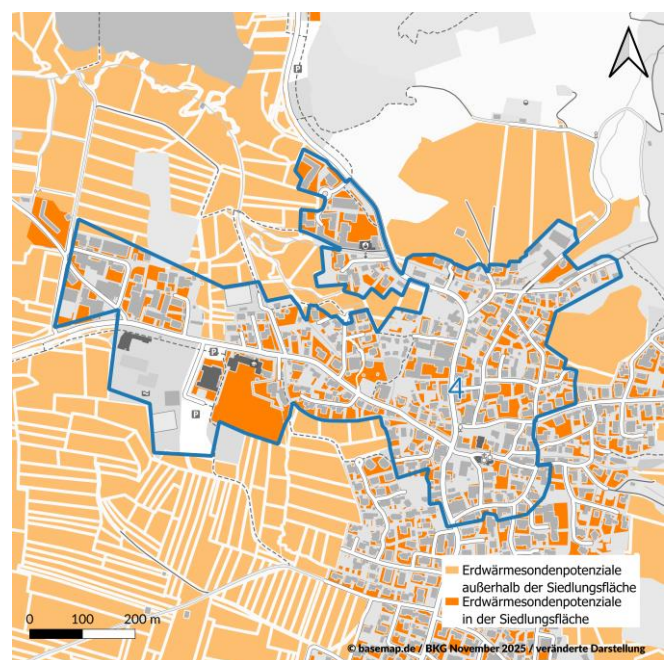 P
4
P
P
Erdwärmesondenpotenziale
außerhalb der Siedlungsfläche
Erdwärmesondenpotenziale
in der Siedlungsfläche
0 100 200 m
© basemap.de / BKG November 2025 / veränderte Darstellung